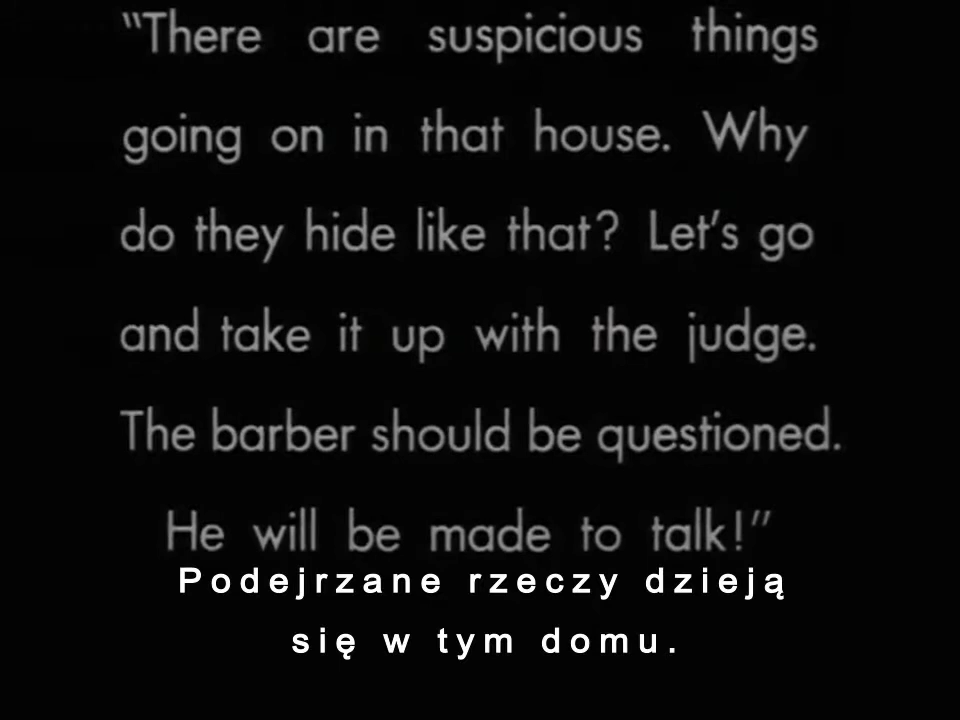 "There are suspicious things
going on in that house. Why
do they hide like that? Let's go
and take it up with the judge.
The barber should be questioned.
He will be made to talk!"
Podejrzane rzeczy dzieją
się w tym domu.